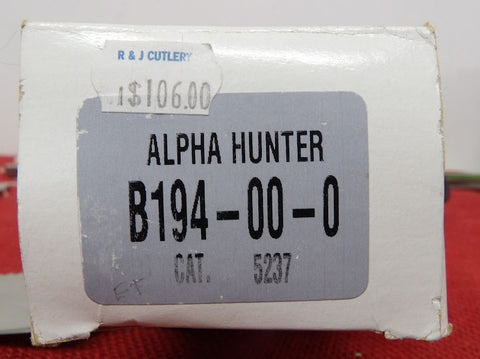 R & J CUTLERY
$106.00
ALPHA HUNTER
B194-00-0
CAT. 5237